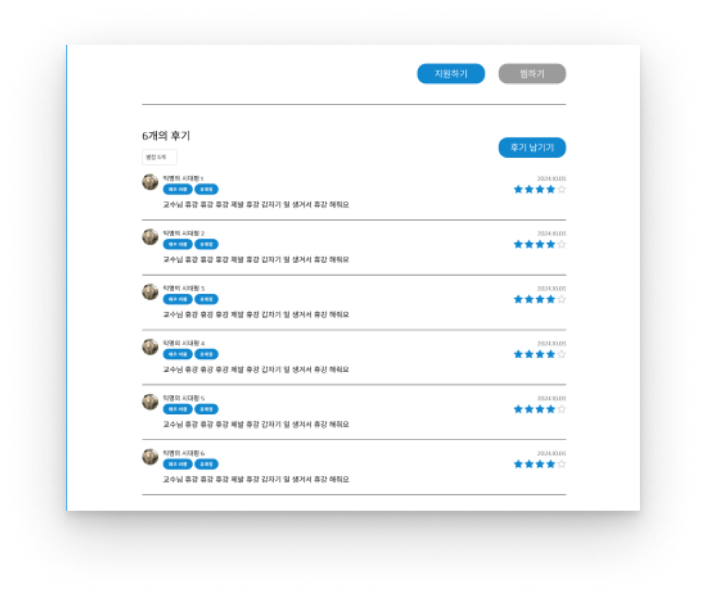 지원하기
찜하기
6개의 후기
후기 남기기
익명의 시대팅 1
2024.10.05
교수님 휴강 휴강 휴강 제발 휴강 갑자기 일 생겨서 휴강 해줘요
익명의 시대팅 2
2024.10.05
교수님 휴강 휴강 휴강 제발 휴강 갑자기 일 생겨서 휴강 해줘요
익명의 시대팅 3
2024.10.05
교수님 휴강 휴강 휴강 제발 휴강 갑자기 일 생겨서 휴강 해줘요
익명의 시대팅 4
2024.10.05
교수님 휴강 휴강 휴강 제발 휴강 갑자기 일 생겨서 휴강 해줘요
익명의 시대팅 5
2024.10.05
교수님 휴강 휴강 휴강 제발 휴강 갑자기 일 생겨서 휴강 해줘요
익명의 시대팅 6
2024.10.05
교수님 휴강 휴강 휴강 제발 휴강 갑자기 일 생겨서 휴강 해줘요